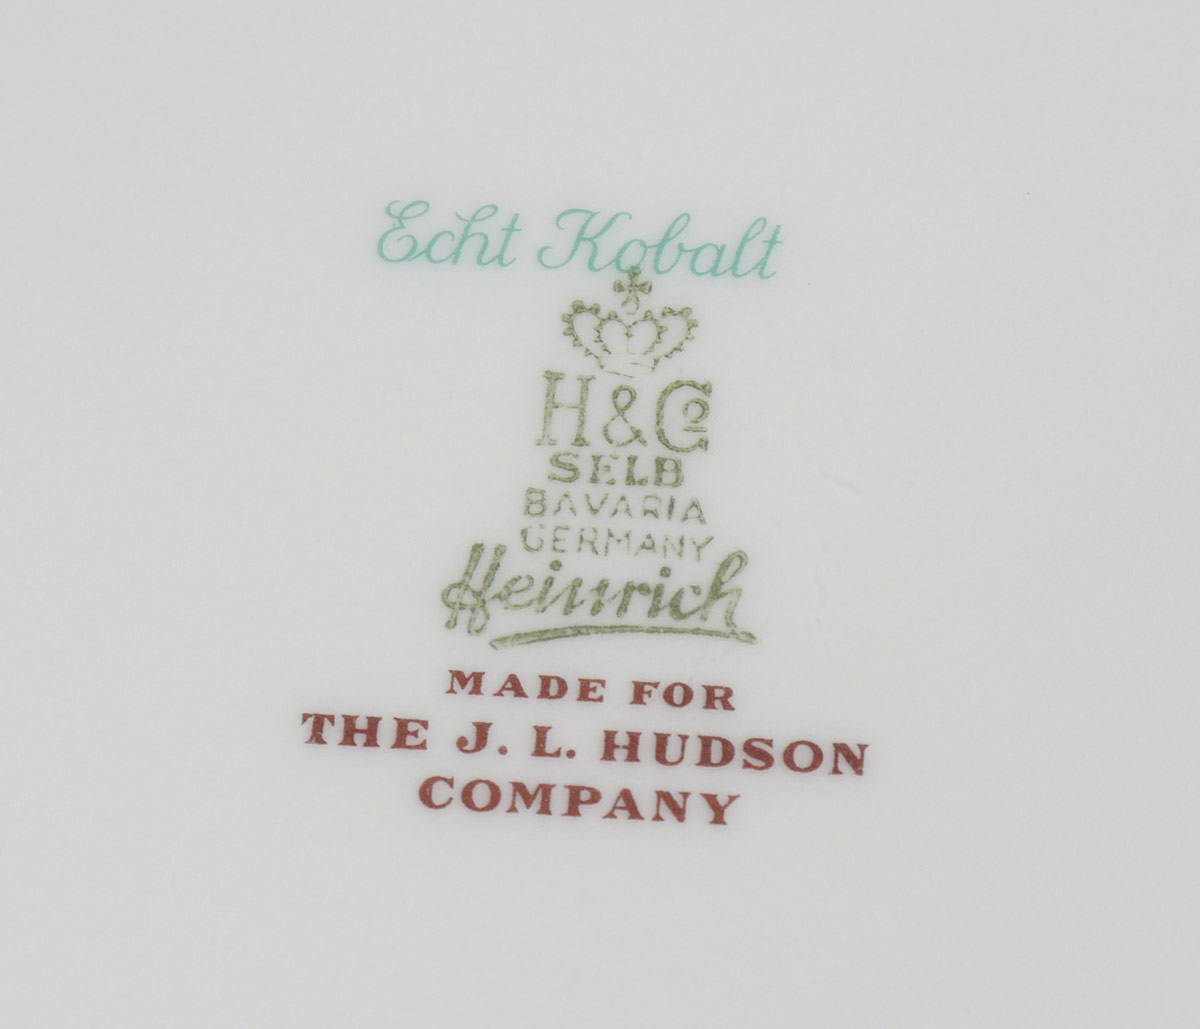 Echt Kobalt
H&Co
SELB
BAVARIA
GERMANY
Heinrich
MADE FOR
THE J. L. HUDSON
COMPANY